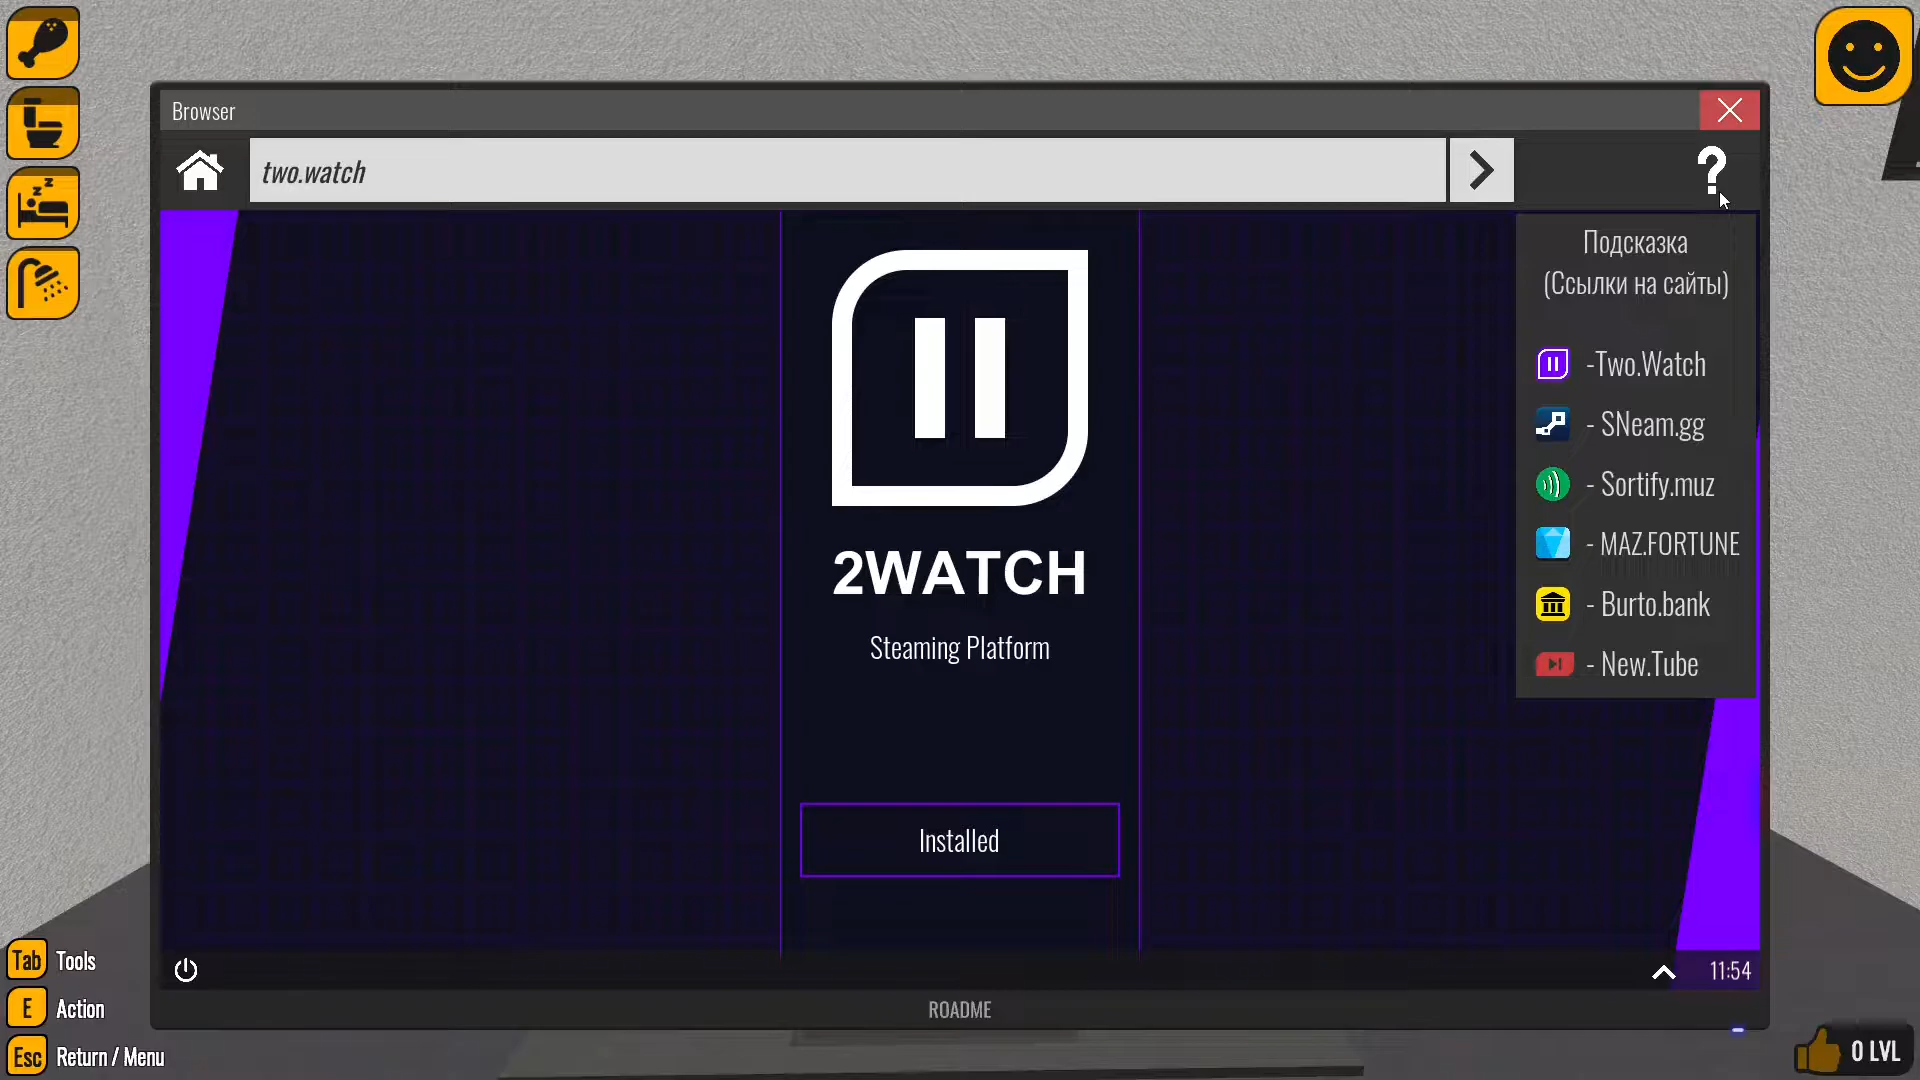 Browser
two.watch
Подсказка
(Ссылки на сайты)
-Two.Watch
- SNeam.gg
- Sortify.muz
- MAZ.FORTUNE
- Burto.bank
- New.Tube
2WATCH
Steaming Platform
Installed
11:54
ROADME
Tab Tools
E Action
Esc Return / Menu
0 LVL